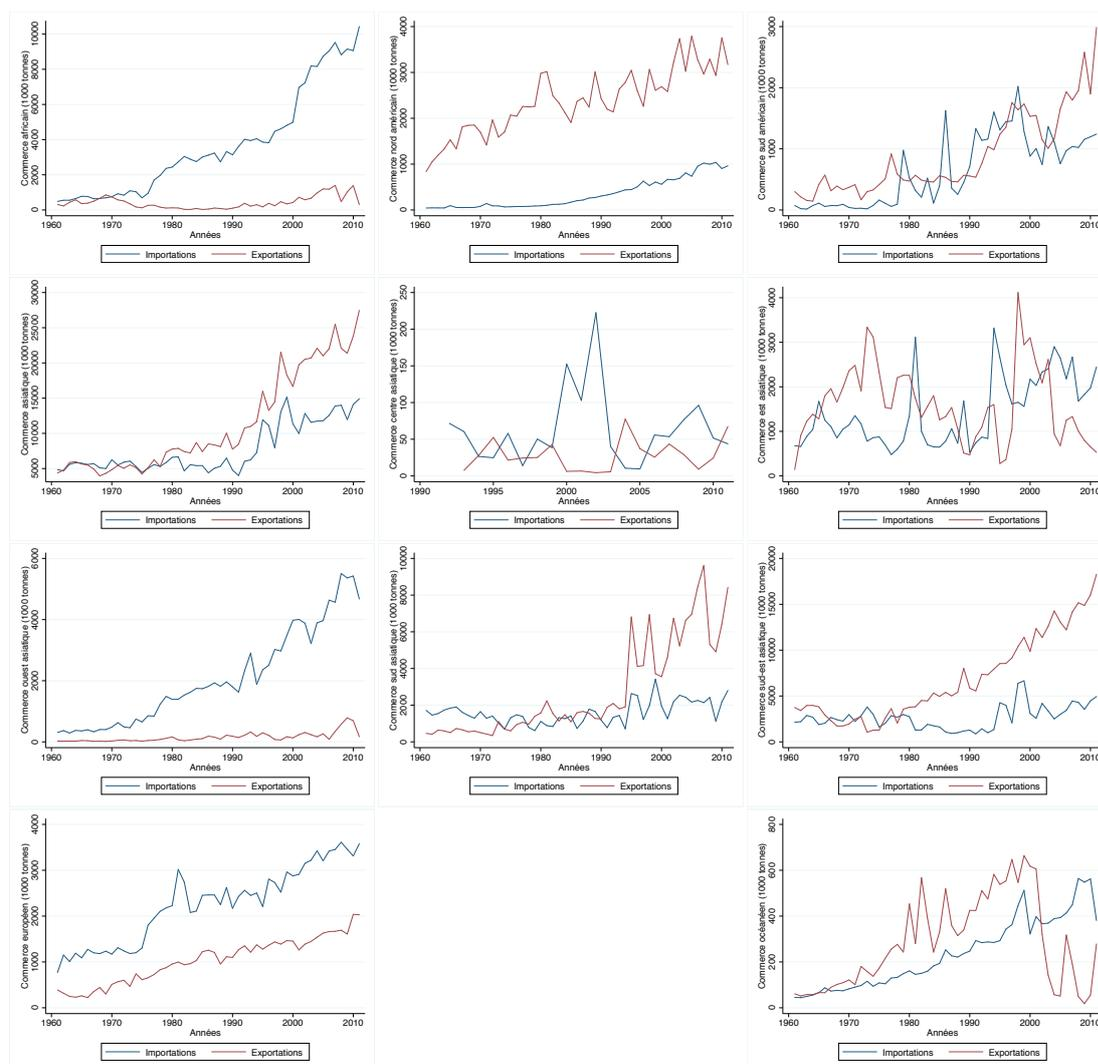 Commerce africain (1000 tonnes)
0 2000 4000 6000 8000 10000
1960 1970 1980 1990 2000 2010
Années
Importations Exportations
Commerce nord américain (1000 tonnes)
0 1000 2000 3000 4000
1960 1970 1980 1990 2000 2010
Années
Importations Exportations
Commerce sud américain (1000 tonnes)
0 1000 2000 3000
1960 1970 1980 1990 2000 2010
Années
Importations Exportations
Commerce asiatique (1000 tonnes)
5000 10000 15000 20000 25000 30000
1960 1970 1980 1990 2000 2010
Années
Importations Exportations
Commerce centre asiatique (1000 tonnes)
0 50 100 150 200 250
1990 1995 2000 2005 2010
Années
Importations Exportations
Commerce est asiatique (1000 tonnes)
0 1000 2000 3000 4000
1960 1970 1980 1990 2000 2010
Années
Importations Exportations
Commerce ouest asiatique (1000 tonnes)
0 2000 4000 6000
1960 1970 1980 1990 2000 2010
Années
Importations Exportations
Commerce sud asiatique (1000 tonnes)
0 2000 4000 6000 8000 10000
1960 1970 1980 1990 2000 2010
Années
Importations Exportations
Commerce sud-est asiatique (1000 tonnes)
0 5000 10000 15000 20000
1960 1970 1980 1990 2000 2010
Années
Importations Exportations
Commerce européen (1000 tonnes)
0 1000 2000 3000 4000
1960 1970 1980 1990 2000 2010
Années
Importations Exportations
Commerce océanéen (1000 tonnes)
0 200 400 600 800
1960 1970 1980 1990 2000 2010
Années
Importations Exportations